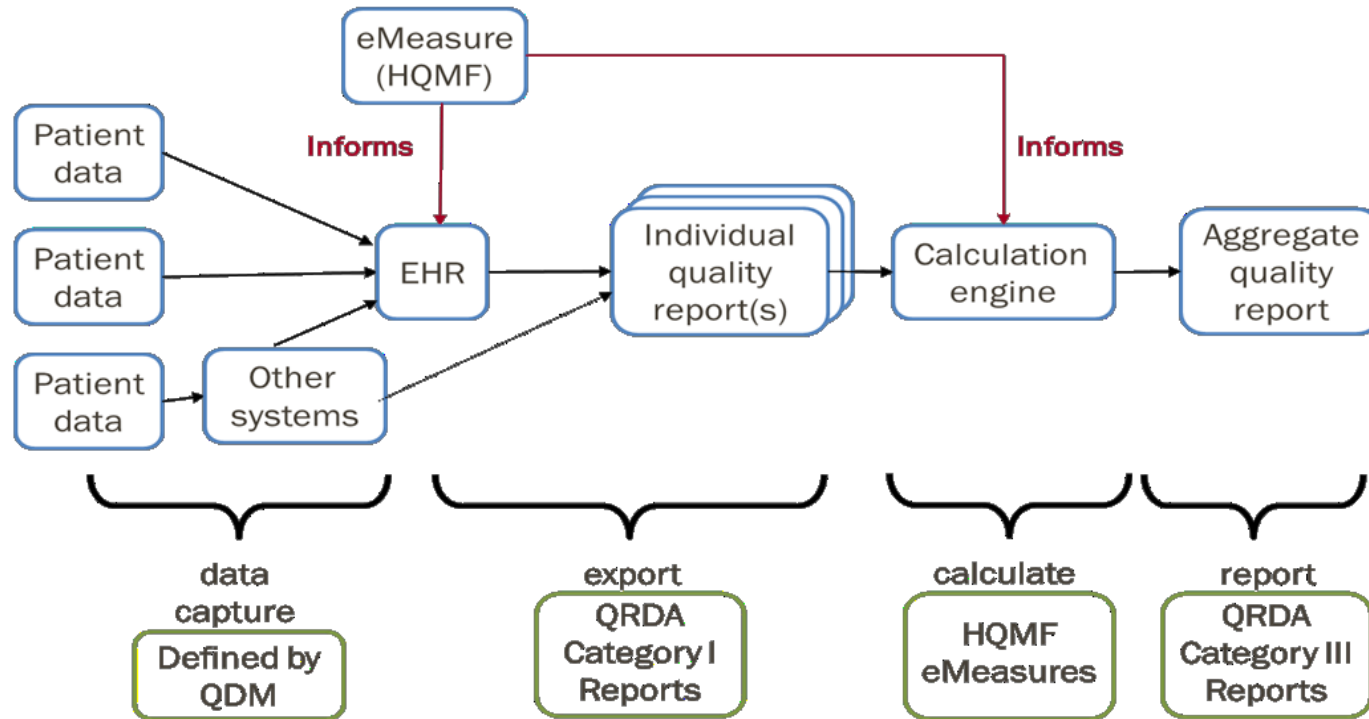 eMeasure
(HQMF)
Informs
Informs
Patient
data
Patient
data
Patient
data
Other
systems
EHR
Individual
quality
report(s)
Calculation
engine
Aggregate
quality
report
data
capture
Defined by
QDM
export
QRDA
Category I
Reports
calculate
HQMF
eMeasures
report
QRDA
Category III
Reports